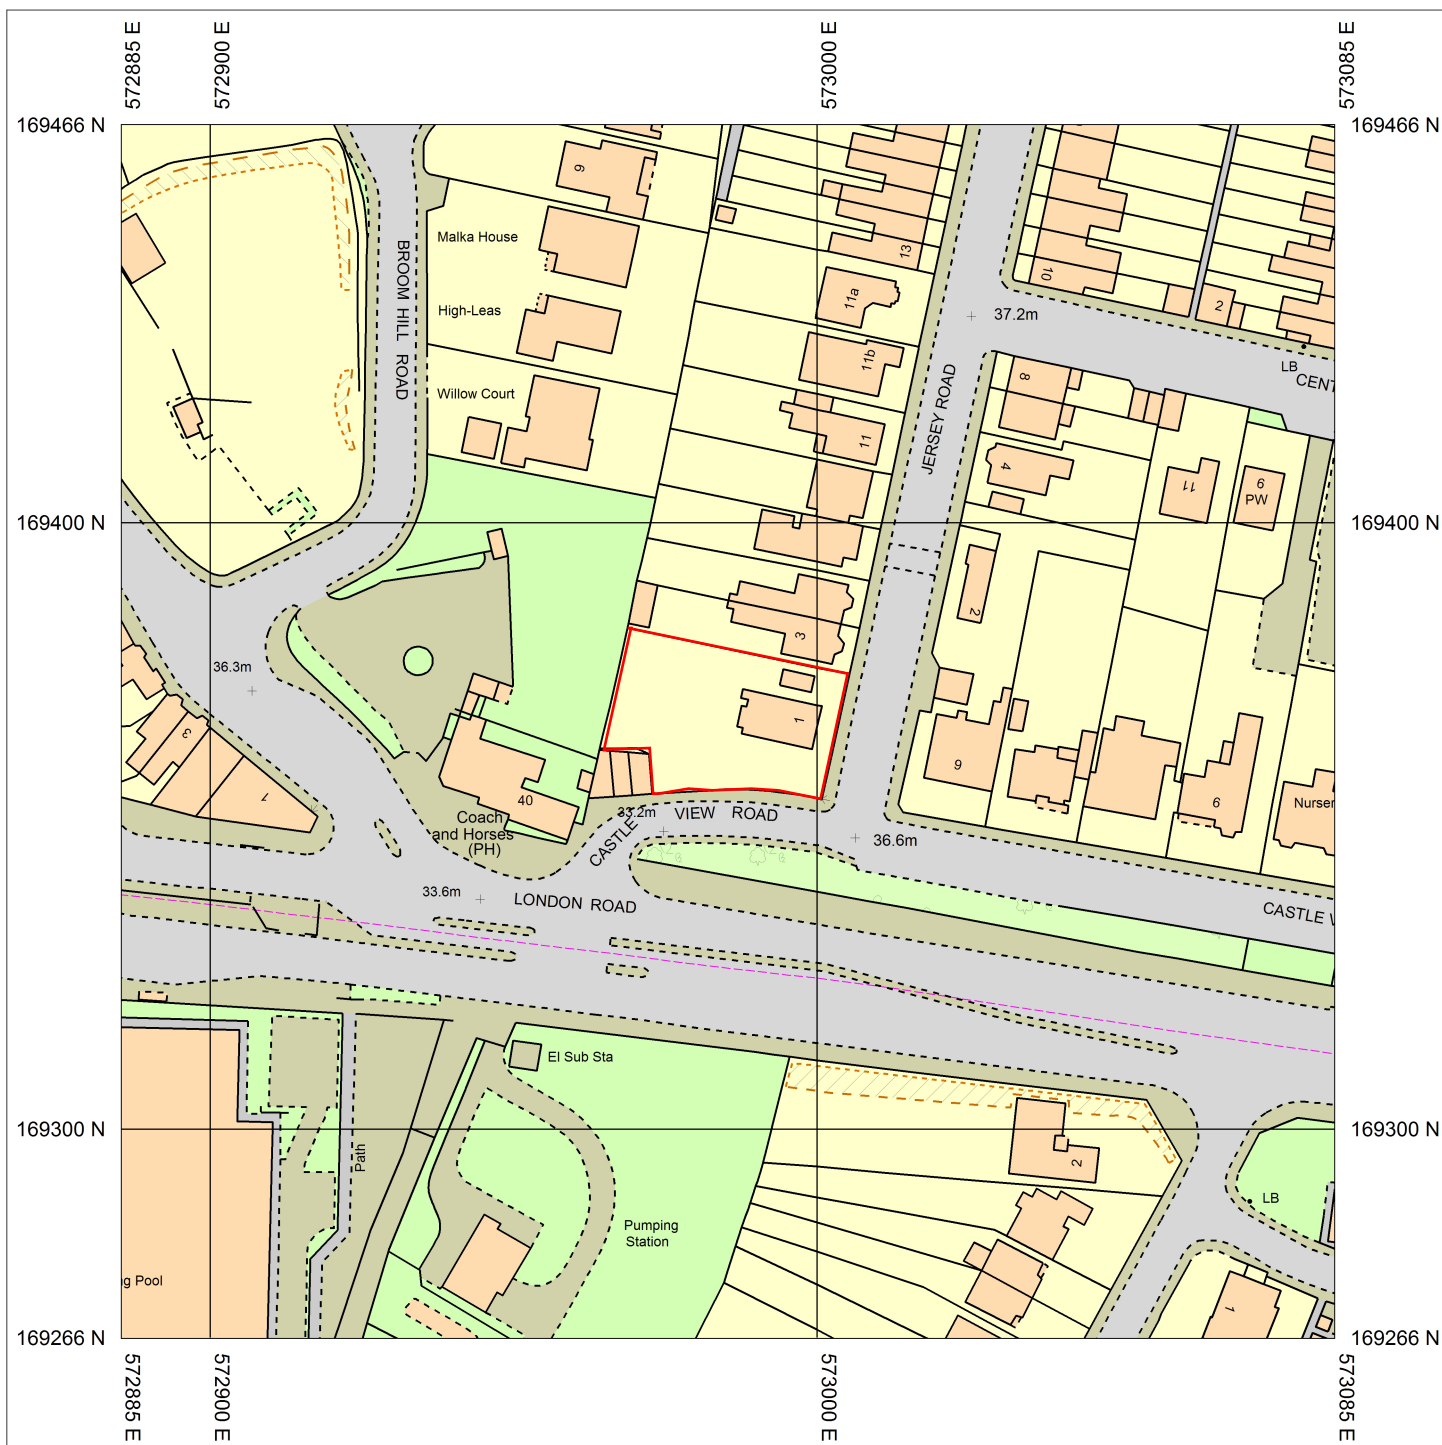 572885 E
572900 E
573000 E
573085 E
169466 N
169466 N
9
Malka House
13
10
11a
2
High-Leas
37.2m
BROOM HILL ROAD
11b
LB
CENT
8
Willow Court
JERSEY ROAD
11
4
11
9
PW
169400 N
169400 N
2
3
36.3m
1
3
9
1
40
6
Nurser
33.2m
CASTLE VIEW ROAD
Coach
and Horses
(PH)
36.6m
33.6m
LONDON ROAD
CASTLE V
El Sub Sta
169300 N
169300 N
Path
2
LB
Pumping
Station
g Pool
1
169266 N
169266 N
572885 E
572900 E
573000 E
573085 E